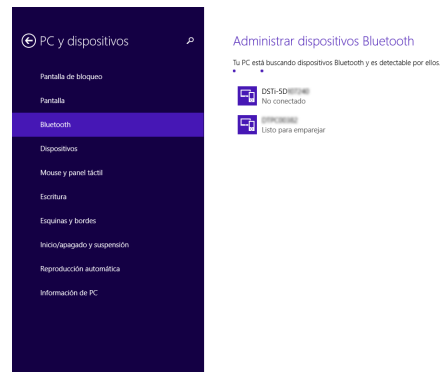 PC y dispositivos
Pantalla de bloqueo
Pantalla
Bluetooth
Dispositivos
Mouse y panel táctil
Escritura
Esquinas y bordes
Inicio/apagado y suspensión
Reproducción automática
Información de PC
Administrar dispositivos Bluetooth
Tu PC está buscando dispositivos Bluetooth y es detectable por ellos.
DSTi-SD
No conectado
Listo para emparejar